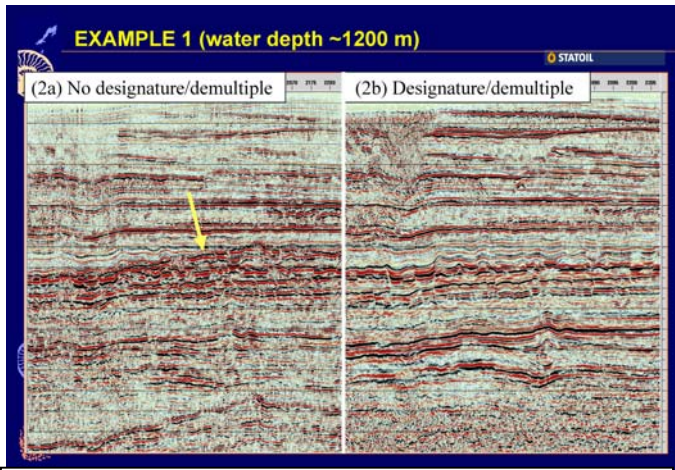 EXAMPLE 1 (water depth ~1200 m)
STATOIL
(2a) No designature/demultiple
(2b) Designature/demultiple